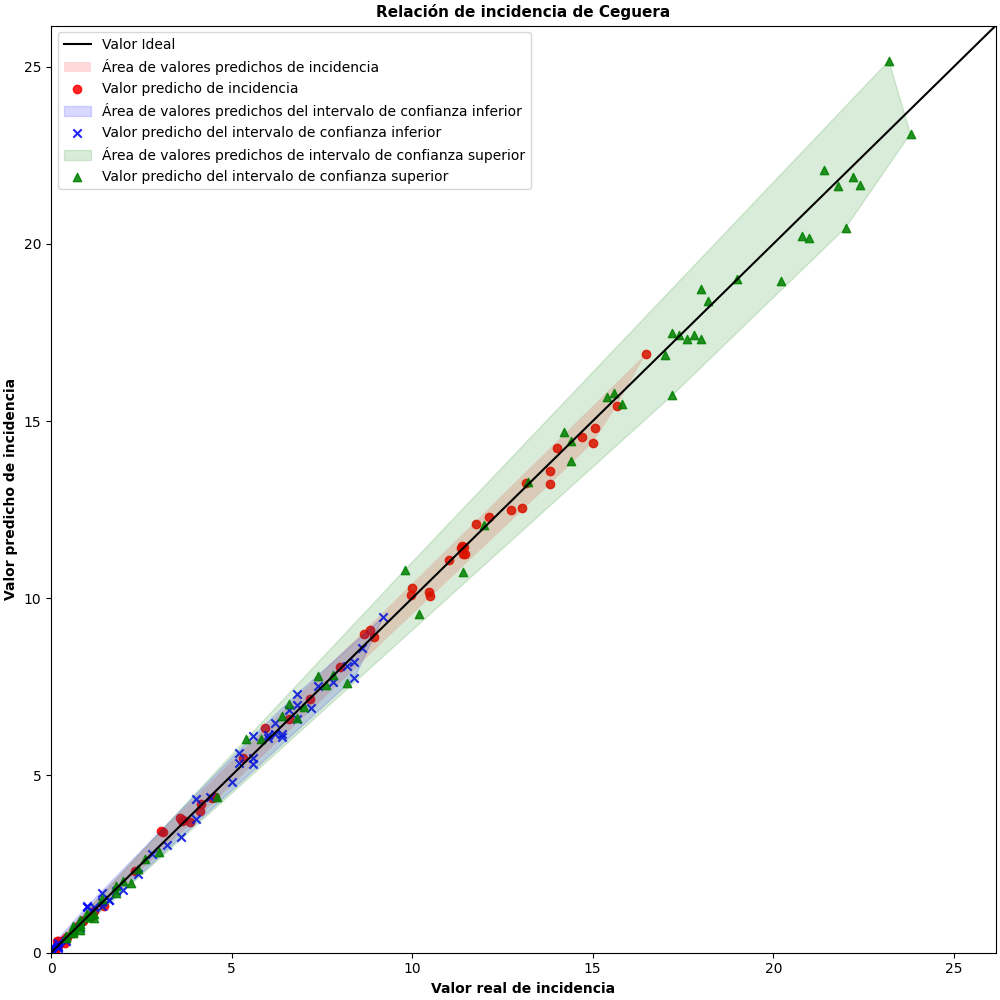 Relación de incidencia de Ceguera
Valor Ideal
Área de valores predichos de incidencia
Valor predicho de incidencia
Área de valores predichos del intervalo de confianza inferior
Valor predicho del intervalo de confianza inferior
Área de valores predichos de intervalo de confianza superior
Valor predicho del intervalo de confianza superior
25
20
15
10
5
0
Valor predicho de incidencia
0 5 10 15 20 25
Valor real de incidencia